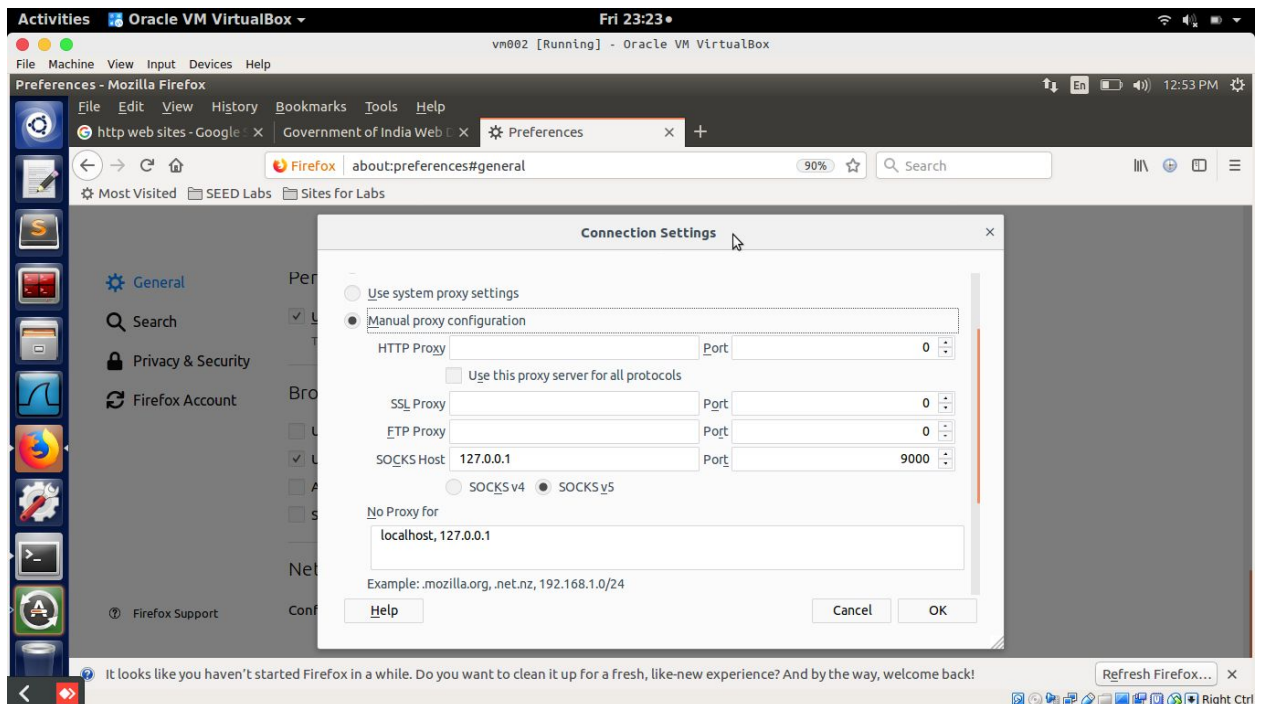 Activities Oracle VM VirtualBox Fri 23:23
vm002 [Running] - Oracle VM VirtualBox
File Machine View Input Devices Help
Preferences - Mozilla Firefox En 12:53 PM
File Edit View History Bookmarks Tools Help
http web sites - Google S Government of India Web D Preferences
Firefox about:preferences#general 90% Search
Most Visited SEED Labs Sites for Labs
Connection Settings
General
Search
Privacy & Security
Firefox Account
Firefox Support
Per
Bro
Net
Conf
Use system proxy settings
Manual proxy configuration
HTTP Proxy Port 0
Use this proxy server for all protocols
SSL Proxy Port 0
FTP Proxy Port 0
SOCKS Host 127.0.0.1 Port 9000
SOCKS v4 SOCKS v5
No Proxy for
localhost, 127.0.0.1
Example: .mozilla.org, .net.nz, 192.168.1.0/24
Help Cancel OK
It looks like you haven't started Firefox in a while. Do you want to clean it up for a fresh, like-new experience? And by the way, welcome back! Refresh Firefox...
Right Ctrl